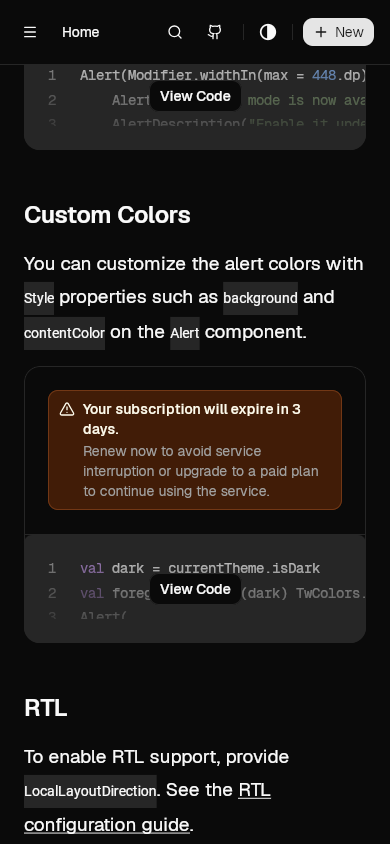 Home
New
1 Alert(Modifier.widthIn(max = 448.dp)
2 Alert mode is now ava
3 AlertDescription("Enable it unde
View Code
Custom Colors
You can customize the alert colors with
Style properties such as background and
contentColor on the Alert component.
Your subscription will expire in 3
days.
Renew now to avoid service
interruption or upgrade to a paid plan
to continue using the service.
1 val dark = currentTheme.isDark
2 val foreg (dark) TwColors.
3 Alert(
View Code
RTL
To enable RTL support, provide
LocalLayoutDirection. See the RTL
configuration guide.